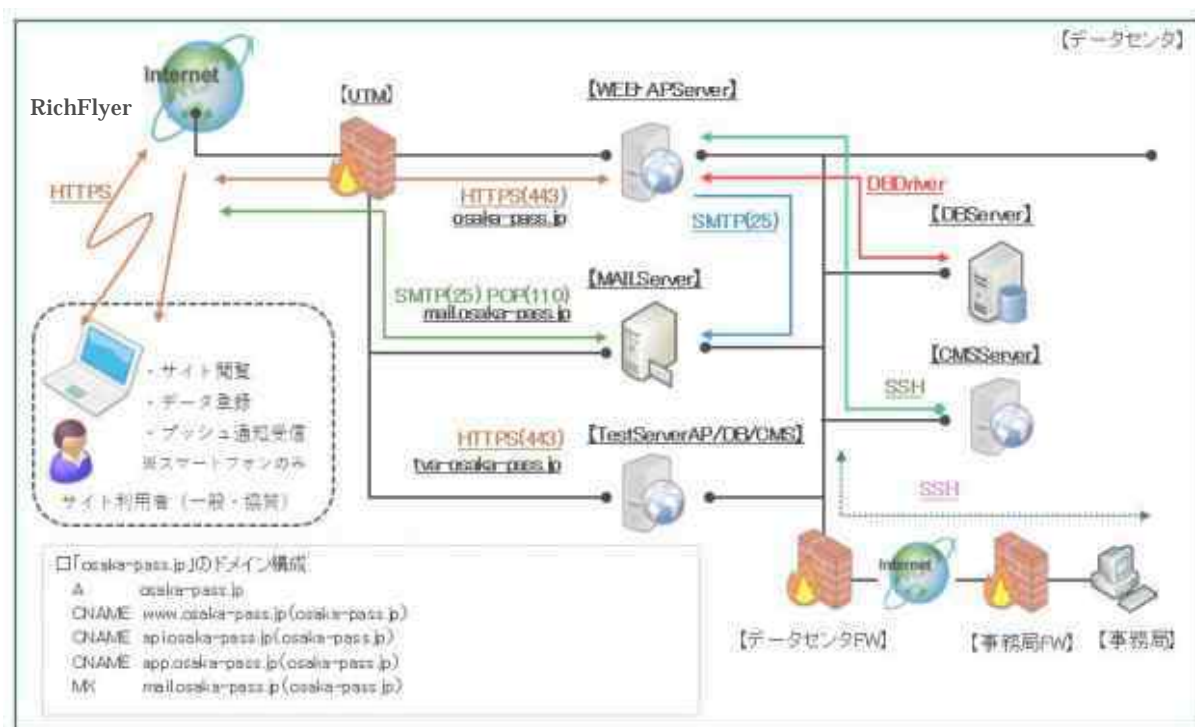 【データセンタ】
Internet
RichFlyer
【UTM】
【WEB+APServer】
HTTPS
HTTPS(443)
osaka-pass.jp
DBDriver
SMTP(25)
【DBServer】
【MAILServer】
SMTP(25) POP(110)
mail.osaka-pass.jp
【CMSServer】
SSH
・サイト閲覧
・データ登録
・プッシュ通知受信
※スマートフォンのみ
サイト利用者(一般・協賛)
HTTPS(443)
【TestServerAP/DB/CMS】
SSH
口「osaka-pass.jp」のドメイン構成
A osaka-pass.jp
CNAME www.osaka-pass.jp(osaka-pass.jp)
CNAME api.osaka-pass.jp(osaka-pass.jp)
CNAME app.osaka-pass.jp(osaka-pass.jp)
MX mail.osaka-pass.jp(osaka-pass.jp)
Internet
【データセンタFW】
【事務局FW】
【事務局】